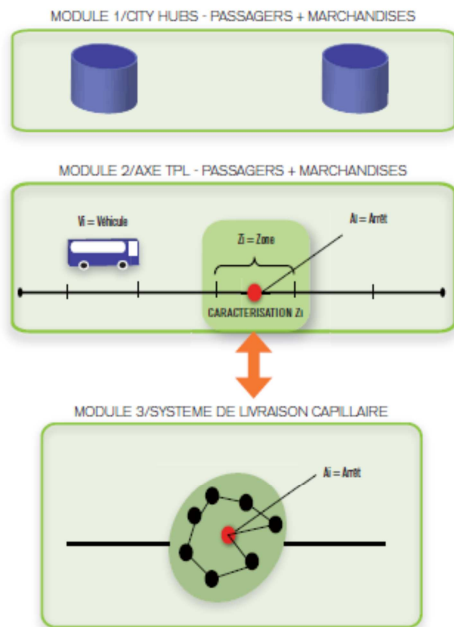 MODULE 1/CITY HUBS - PASSAGERS + MARCHANDISES
MODULE 2/AXE TPL - PASSAGERS + MARCHANDISES
Vi = Véhicule
Ai = Arrêt
Zi = Zone
CARACTERISATION Zi
MODULE 3/SYSTEME DE LIVRAISON CAPILLAIRE
Ai = Arrêt